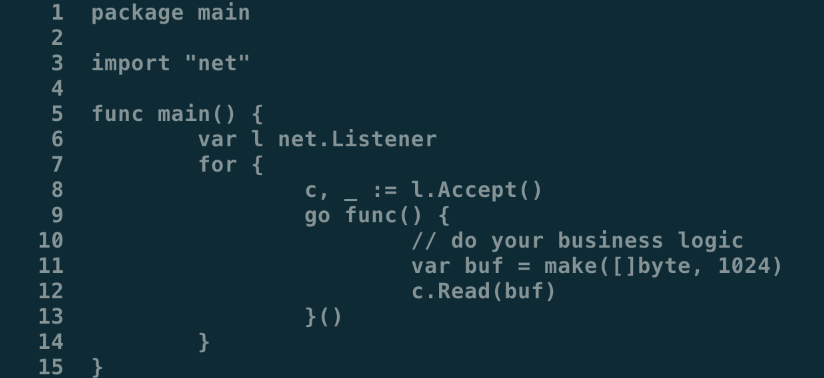 1 package main
2
3 import "net"
4
5 func main() {
6         var l net.Listener
7         for {
8                 c, _ := l.Accept()
9                 go func() {
10                         // do your business logic
11                         var buf = make([]byte, 1024)
12                         c.Read(buf)
13                 }()
14         }
15 }